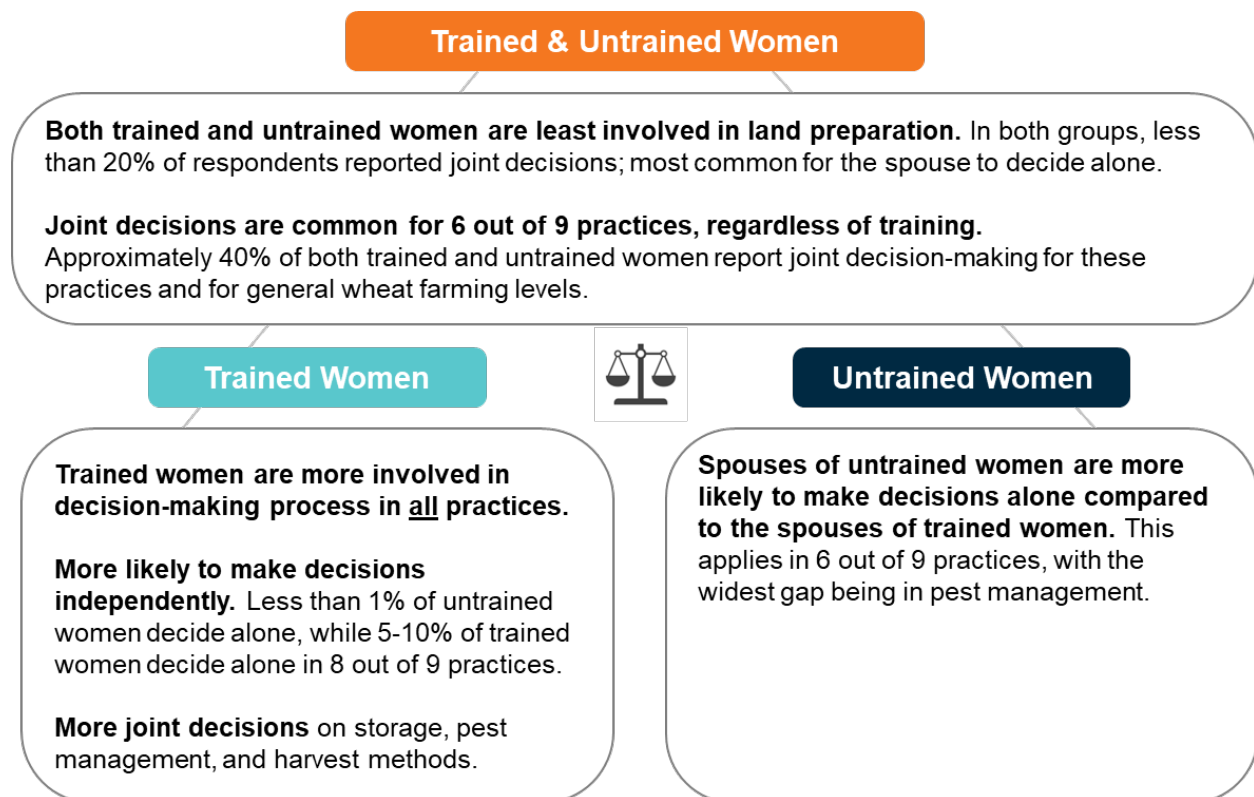 Trained & Untrained Women
Both trained and untrained women are least involved in land preparation. In both groups, less
than 20% of respondents reported joint decisions; most common for the spouse to decide alone.
Joint decisions are common for 6 out of 9 practices, regardless of training.
Approximately 40% of both trained and untrained women report joint decision-making for these
practices and for general wheat farming levels.
Trained Women
Trained women are more involved in
decision-making process in all practices.
More likely to make decisions
independently. Less than 1% of untrained
women decide alone, while 5-10% of trained
women decide alone in 8 out of 9 practices.
More joint decisions on storage, pest
management, and harvest methods.
Untrained Women
Spouses of untrained women are more
likely to make decisions alone compared
to the spouses of trained women. This
applies in 6 out of 9 practices, with the
widest gap being in pest management.